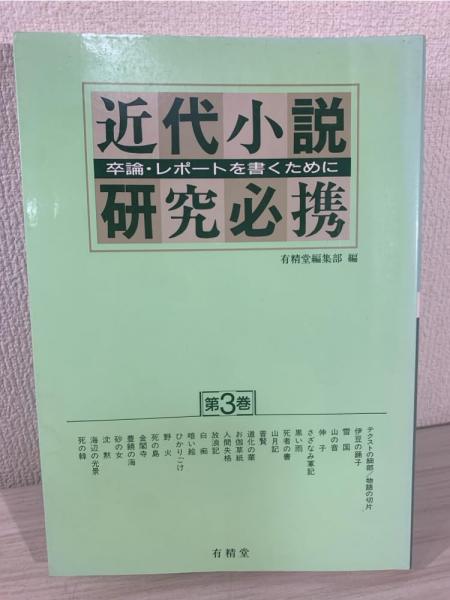 近代小説
卒論・レポートを書くために
研究必携
有精堂編集部 編
第3巻
テクストの細部／物語の切片
伊豆の踊子
雪国
山の音
伸子
さざなみ軍記
黒い雨
死者の書
山月記
普賢
道化の華
お伽草紙
人間失格
放浪記
白痴
暗い絵
ひかりごけ
野火
死の島
金閣寺
豊饒の海
砂の女
沈黙
海辺の光景
死の棘
有精堂